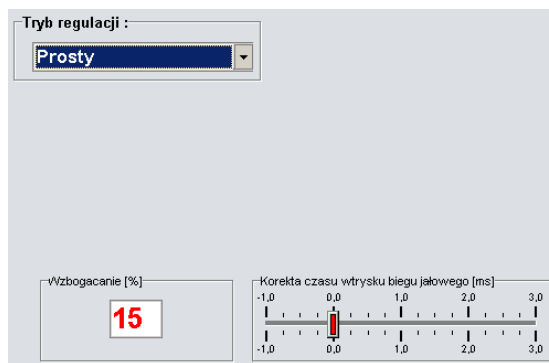 Tryb regulacji :
Prosty
Wzbogacanie [%]
15
Korekta czasu wtrysku biegu jałowego [ms]
-1,0 0,0 1,0 2,0 3,0
-1,0 0,0 1,0 2,0 3,0